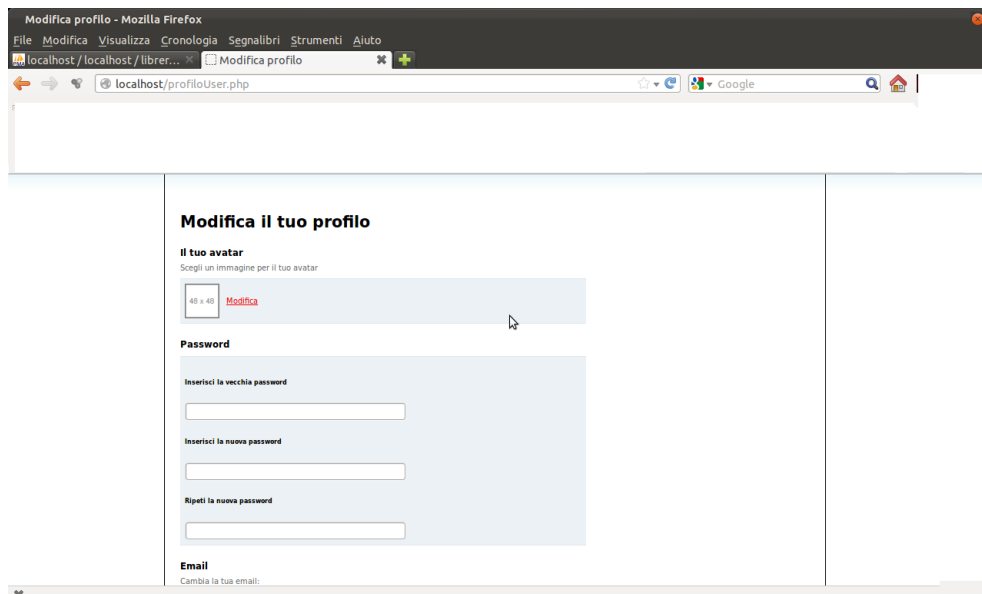 Modifica profilo - Mozilla Firefox
File Modifica Visualizza Cronologia Segnalibri Strumenti Aiuto
localhost / localhost / librer... Modifica profilo
localhost/profiloUser.php Google
Modifica il tuo profilo
Il tuo avatar
Scegli un immagine per il tuo avatar
48 x 48 Modifica
Password
Inserisci la vecchia password
Inserisci la nuova password
Ripeti la nuova password
Email
Cambia la tua email: